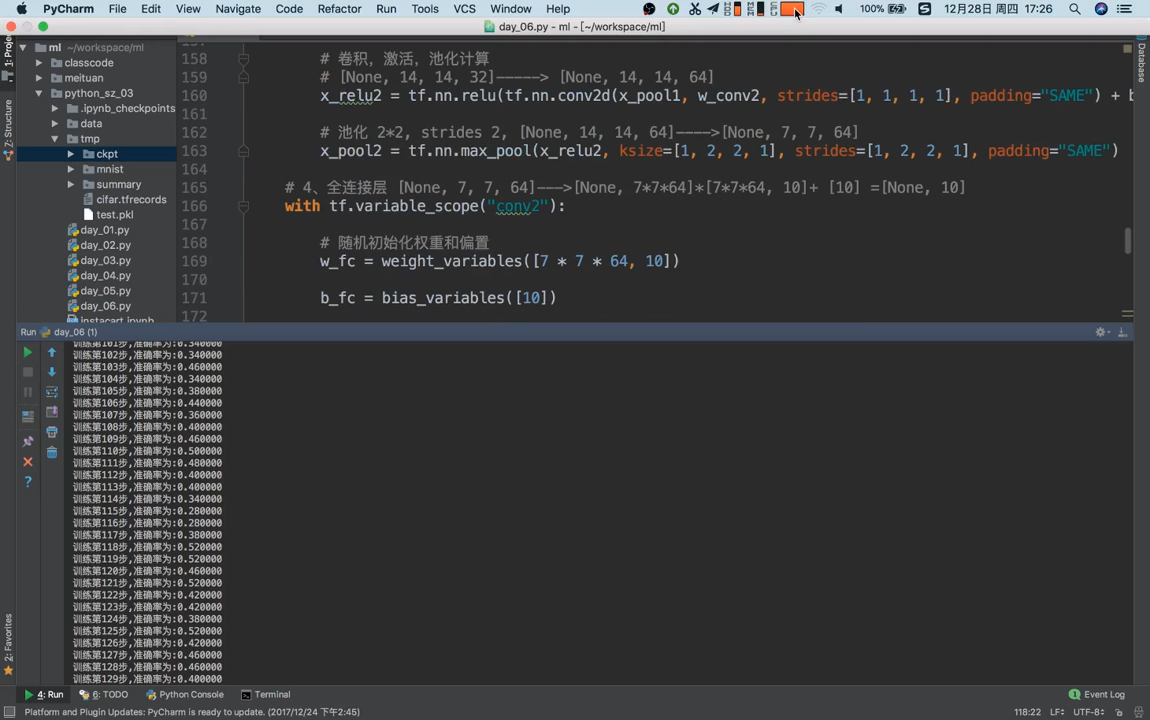 PyCharm File Edit View Navigate Code Refactor Run Tools VCS Window Help 100% 12月28日 周四 17:26
day_06.py - ml - [~/workspace/ml]
1: Project
Z: Structure
2: Favorites
Database
ml ~/workspace/ml
classcode
meituan
python_sz_03
.ipynb_checkpoints
data
tmp
ckpt
mnist
summary
cifar.tfrecords
test.pkl
day_01.py
day_02.py
day_03.py
day_04.py
day_05.py
day_06.py
instacart.ipynb
157
158 # 卷积，激活，池化计算
159 # [None, 14, 14, 32]-----> [None, 14, 14, 64]
160 x_relu2 = tf.nn.relu(tf.nn.conv2d(x_pool1, w_conv2, strides=[1, 1, 1, 1], padding="SAME") + b
161
162 # 池化 2*2, strides 2, [None, 14, 14, 64]---->[None, 7, 7, 64]
163 x_pool2 = tf.nn.max_pool(x_relu2, ksize=[1, 2, 2, 1], strides=[1, 2, 2, 1], padding="SAME")
164
165 # 4、全连接层 [None, 7, 7, 64]--->[None, 7*7*64]*[7*7*64, 10]+ [10] =[None, 10]
166 with tf.variable_scope("conv2"):
167
168 # 随机初始化权重和偏置
169 w_fc = weight_variables([7 * 7 * 64, 10])
170
171 b_fc = bias_variables([10])
172
Run day_06 (1)
训练第101步,准确率为:0.340000
训练第102步,准确率为:0.340000
训练第103步,准确率为:0.460000
训练第104步,准确率为:0.340000
训练第105步,准确率为:0.380000
训练第106步,准确率为:0.440000
训练第107步,准确率为:0.360000
训练第108步,准确率为:0.400000
训练第109步,准确率为:0.460000
训练第110步,准确率为:0.500000
训练第111步,准确率为:0.480000
训练第112步,准确率为:0.400000
训练第113步,准确率为:0.400000
训练第114步,准确率为:0.340000
训练第115步,准确率为:0.280000
训练第116步,准确率为:0.280000
训练第117步,准确率为:0.380000
训练第118步,准确率为:0.520000
训练第119步,准确率为:0.520000
训练第120步,准确率为:0.460000
训练第121步,准确率为:0.520000
训练第122步,准确率为:0.420000
训练第123步,准确率为:0.420000
训练第124步,准确率为:0.380000
训练第125步,准确率为:0.520000
训练第126步,准确率为:0.420000
训练第127步,准确率为:0.460000
训练第128步,准确率为:0.460000
训练第129步,准确率为:0.400000
4: Run 6: TODO Python Console Terminal 1 Event Log
Platform and Plugin Updates: PyCharm is ready to update. (2017/12/24 下午2:45) 118:22 LF÷ UTF-8÷